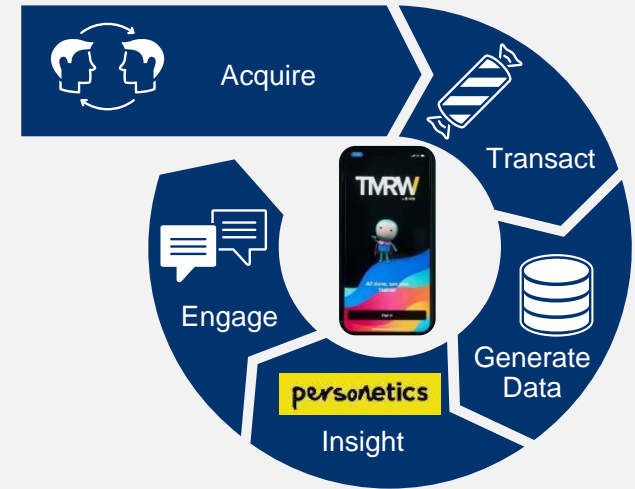 Acquire
Transact
TMRW
All done, see you
TMRW!
Sign in
Engage
Generate
Data
personetics
Insight